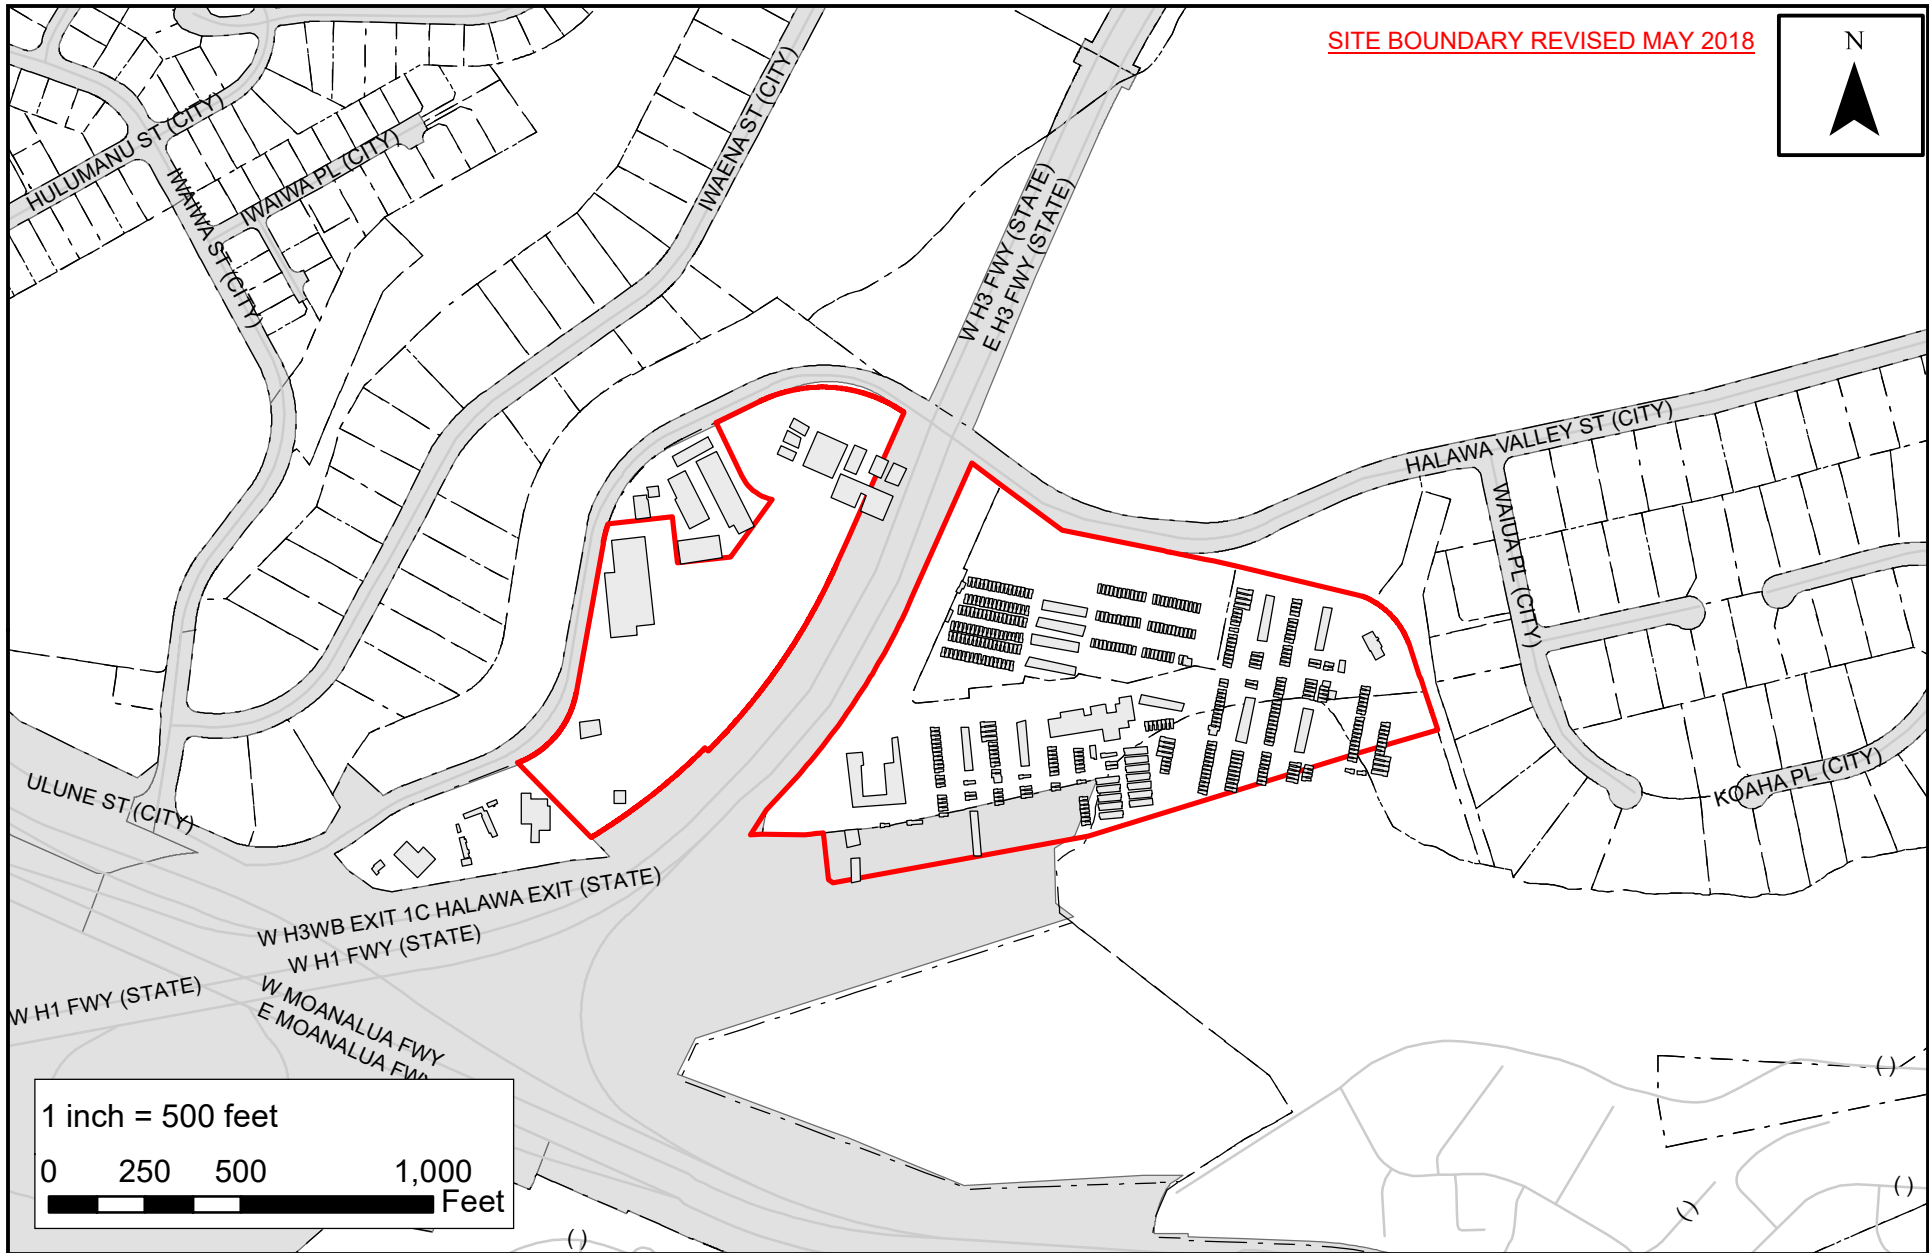 SITE BOUNDARY REVISED MAY 2018
N
HULUMANU ST (CITY)
IWAIWA PL (CITY)
IWAIWA ST (CITY)
IWAENA ST (CITY)
W H3 FWY (STATE)
E H3 FWY (STATE)
HALAWA VALLEY ST (CITY)
WAIUA PL (CITY)
KOAHA PL (CITY)
ULUNE ST (CITY)
W H3WB EXIT 1C HALAWA EXIT (STATE)
W H1 FWY (STATE)
W H1 FWY (STATE)
W MOANALUA FWY
E MOANALUA FWY
( )
( )
( )
( )
1 inch = 500 feet
0 250 500 1,000
Feet